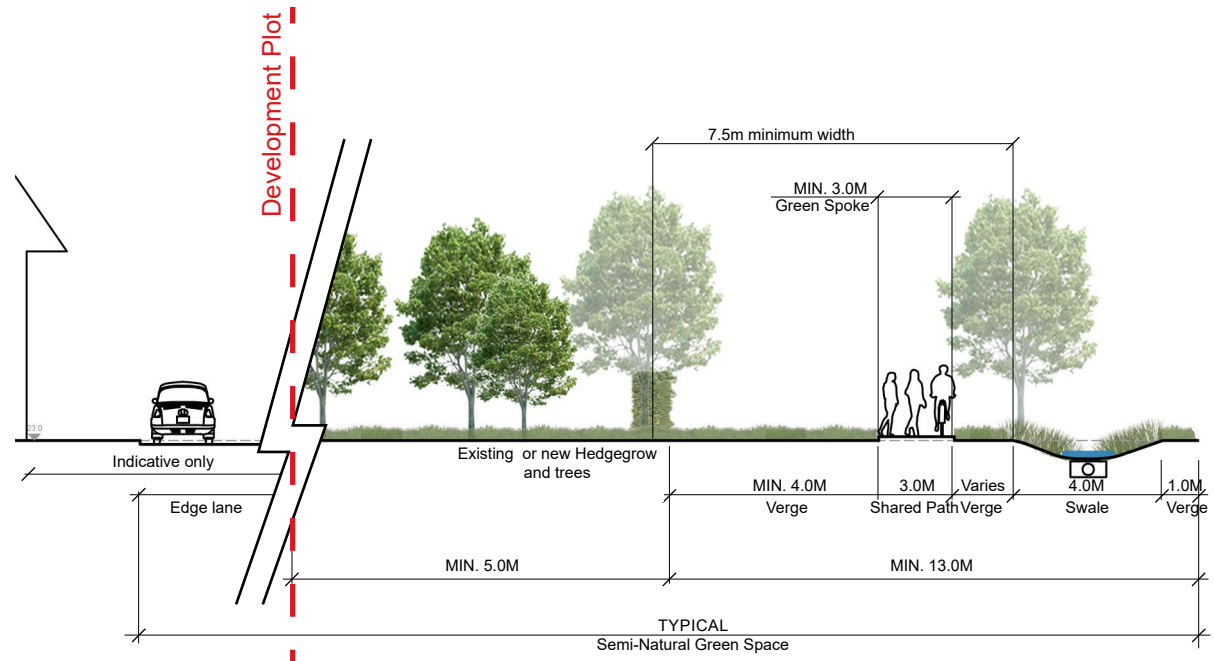 Development Plot
7.5m minimum width
MIN. 3.0M
Green Spoke
23.0
Indicative only
Existing or new Hedgegrow
and trees
Edge lane
MIN. 4.0M
Verge
3.0M
Shared Path
Varies
Verge
4.0M
Swale
1.0M
Verge
MIN. 5.0M
MIN. 13.0M
TYPICAL
Semi-Natural Green Space